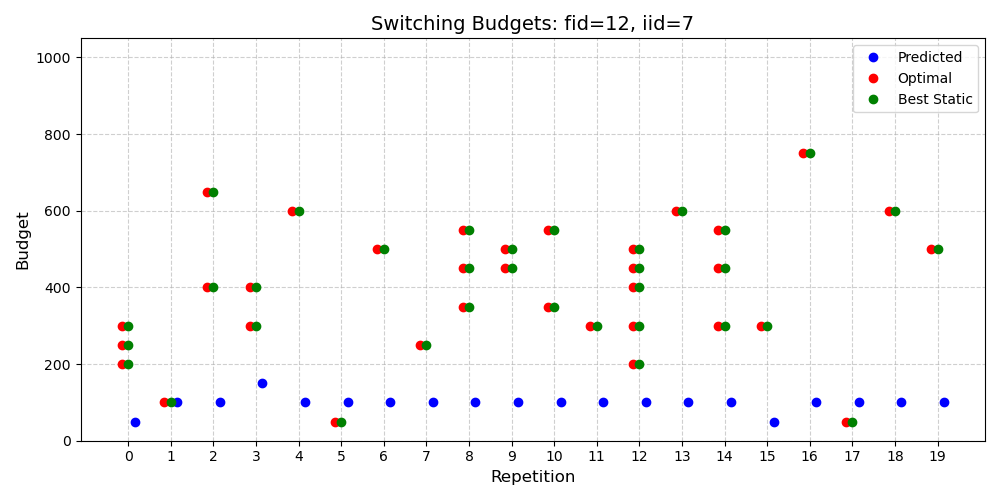 Switching Budgets: fid=12, iid=7
1000
800
600
400
200
0
Budget
Predicted
Optimal
Best Static
0 1 2 3 4 5 6 7 8 9 10 11 12 13 14 15 16 17 18 19
Repetition